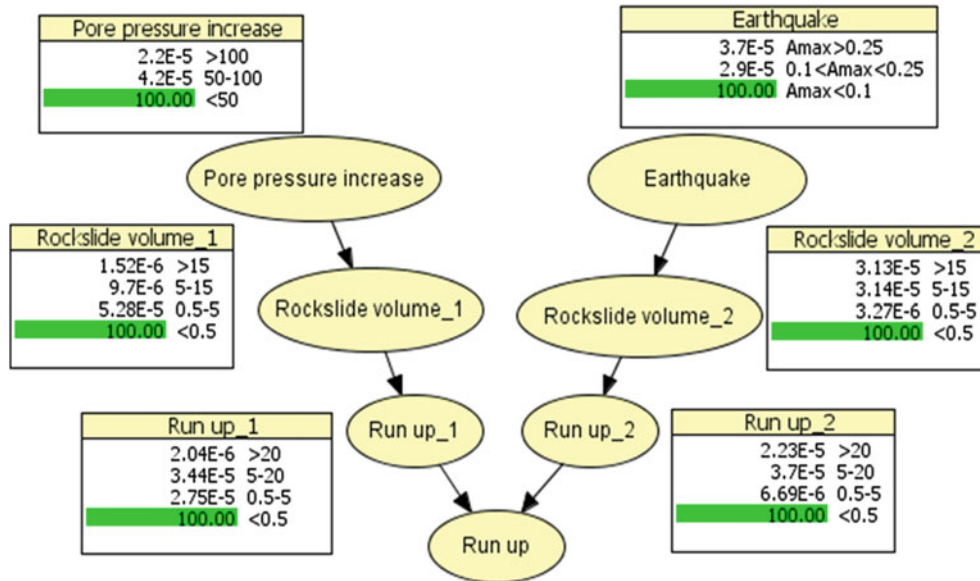 Pore pressure increase
2.2E-5 >100
4.2E-5 50-100
100.00 <50
Earthquake
3.7E-5 Amax>0.25
2.9E-5 0.1<Amax<0.25
100.00 Amax<0.1
Pore pressure increase
Earthquake
Rockslide volume_1
1.52E-6 >15
9.7E-6 5-15
5.28E-5 0.5-5
100.00 <0.5
Rockslide volume_1
Rockslide volume_2
Rockslide volume_2
3.13E-5 >15
3.14E-5 5-15
3.27E-6 0.5-5
100.00 <0.5
Run up_1
2.04E-6 >20
3.44E-5 5-20
2.75E-5 0.5-5
100.00 <0.5
Run up_1
Run up_2
Run up_2
2.23E-5 >20
3.7E-5 5-20
6.69E-6 0.5-5
100.00 <0.5
Run up